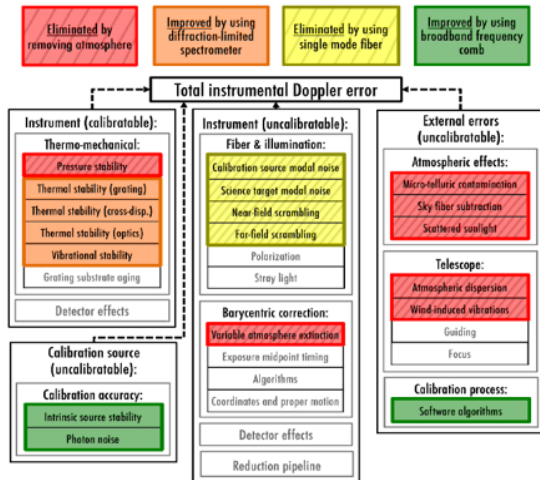 Eliminated by
removing atmosphere
Improved by using
diffraction-limited
spectrometer
Eliminated by using
single mode fiber
Improved by using
broadband frequency
comb
Total instrumental Doppler error
Instrument (calibratable):
Thermo-mechanical:
Pressure stability
Thermal stability (grating)
Thermal stability (cross-disp.)
Thermal stability (optics)
Vibrational stability
Grating substrate aging
Detector effects
Calibration source
(uncalibratable):
Calibration accuracy:
Intrinsic source stability
Photon noise
Instrument (uncalibratable):
Fiber & illumination:
Calibration source modal noise
Science target modal noise
Near-field scrambling
Far-field scrambling
Polarization
Stray light
Barycentric correction:
Variable atmosphere extinction
Exposure midpoint timing
Algorithms
Coordinates and proper motion
Detector effects
Reduction pipeline
External errors
(uncalibratable):
Atmospheric effects:
Micro-telluric contamination
Sky fiber subtraction
Scattered sunlight
Telescope:
Atmospheric dispersion
Wind-induced vibrations
Guiding
Focus
Calibration process:
Software algorithms